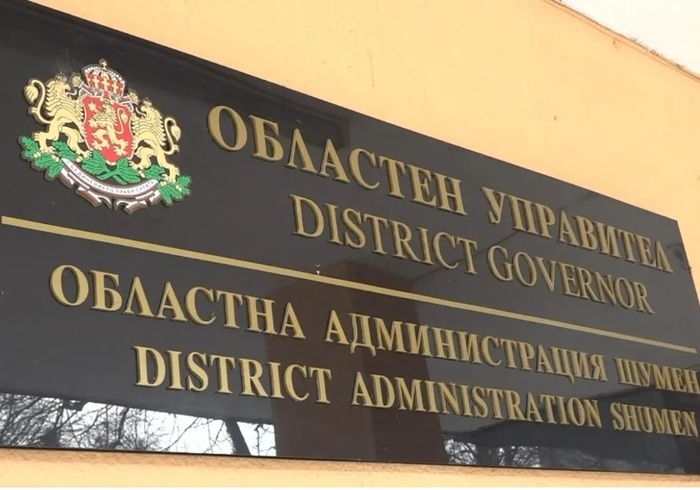 ОБЛАСТЕН УПРАВИТЕЛ
DISTRICT GOVERNOR
ОБЛАСТНА АДМИНИСТРАЦИЯ ШУМЕН
DISTRICT ADMINISTRATION SHUMEN